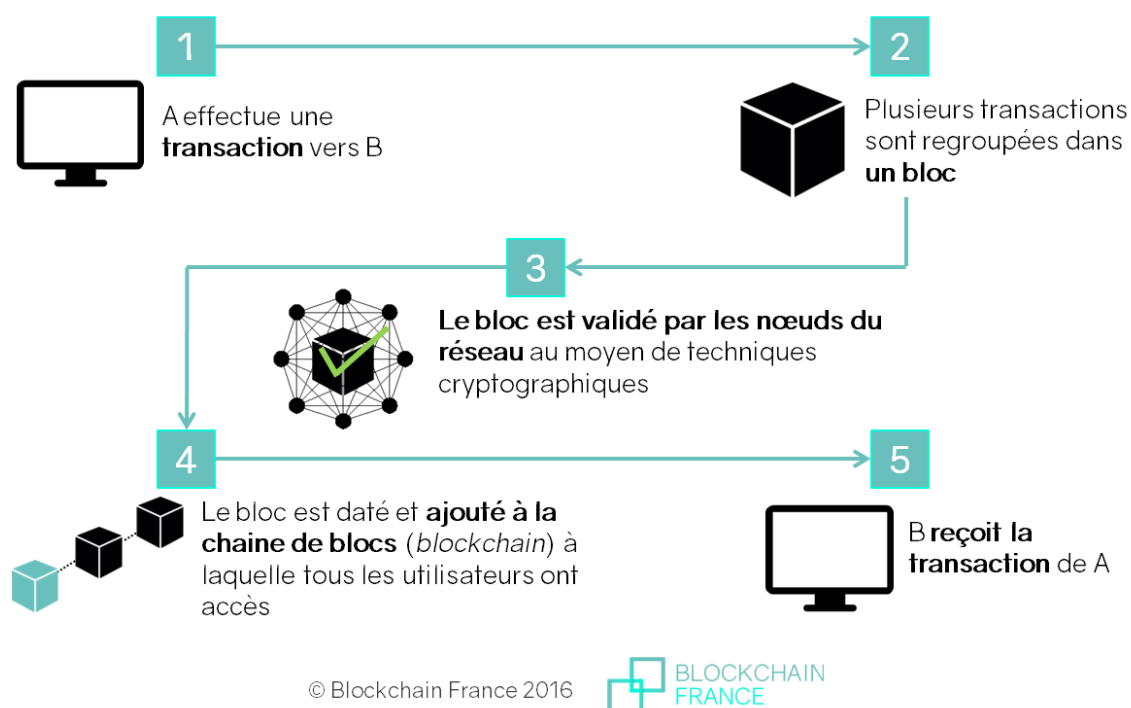 1
2
A effectue une
transaction vers B
Plusieurs transactions
sont regroupées dans
un bloc
3
Le bloc est validé par les nœuds du
réseau au moyen de techniques
cryptographiques
4
5
Le bloc est daté et ajouté à la
chaine de blocs (blockchain) à
laquelle tous les utilisateurs ont
accès
B reçoit la
transaction de A
© Blockchain France 2016
BLOCKCHAIN
FRANCE